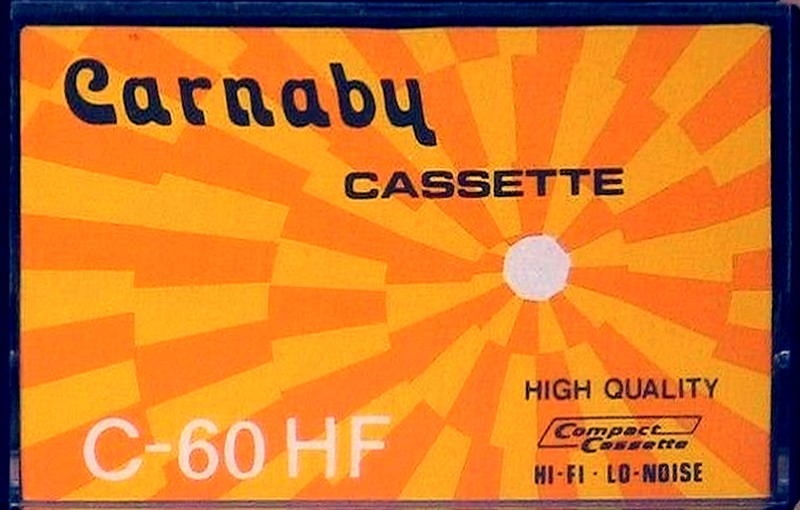 Carnaby
CASSETTE
HIGH QUALITY
Compact
Cassette
C-60 HF
HI-FI · LO-NOISE